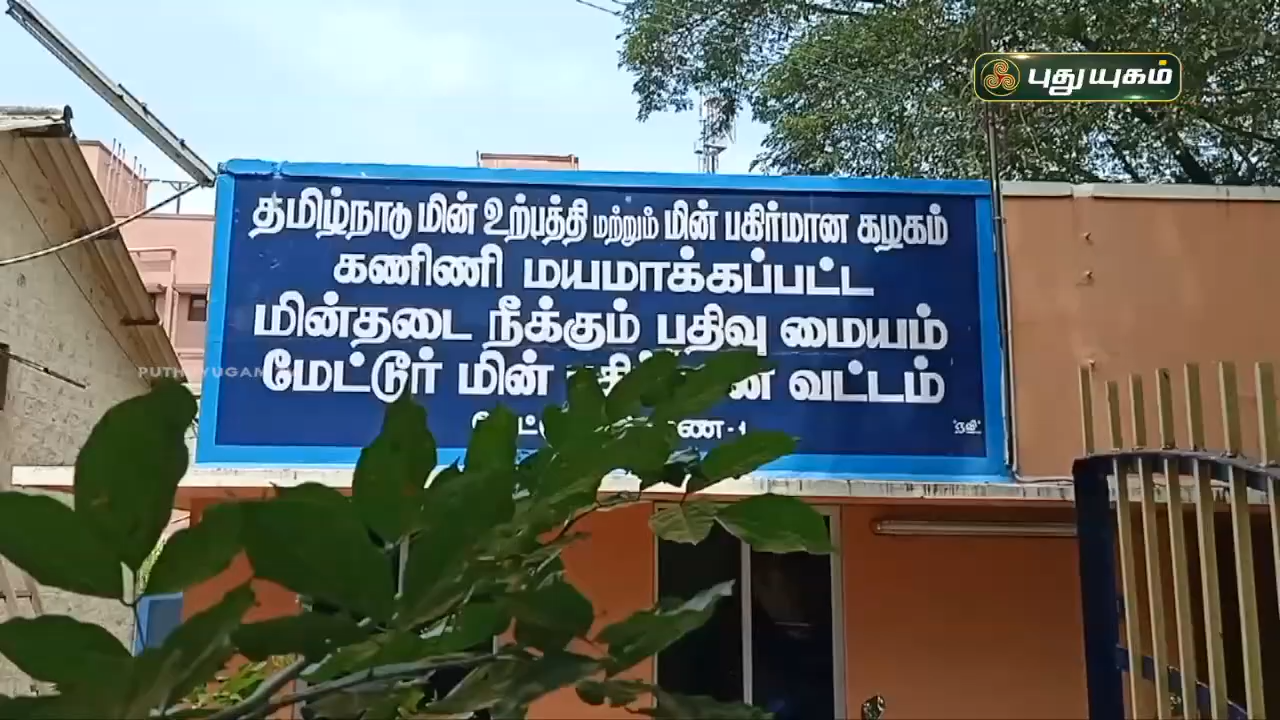 புதுயுகம்
தமிழ்நாடு மின் உற்பத்தி மற்றும் மின் பகிர்மான கழகம்
கணிணி மயமாக்கப்பட்ட
மின்தடை நீக்கும் பதிவு மையம்
மேட்டூர் மின் வட்டம்